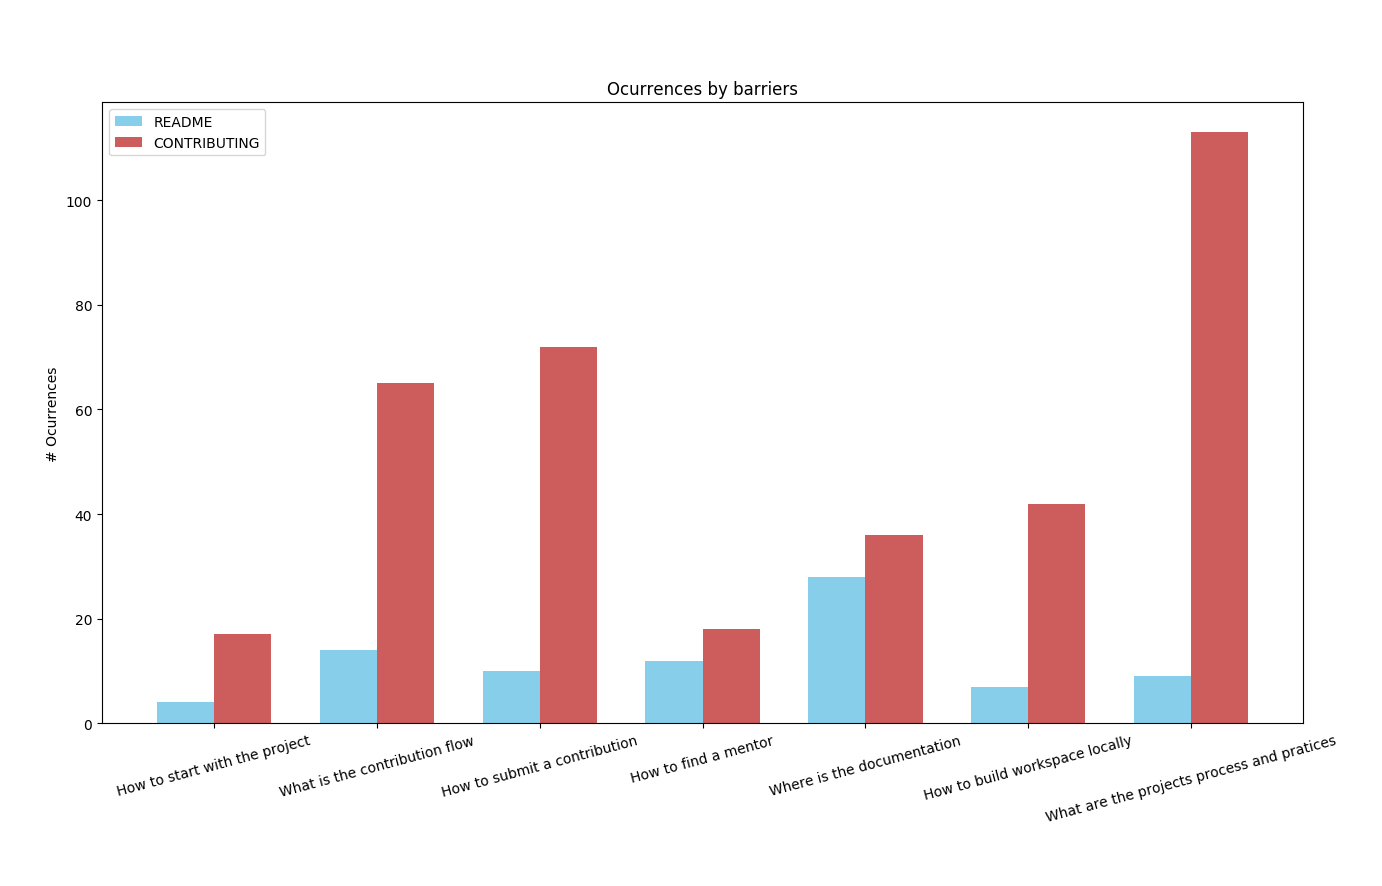 Ocurrences by barriers
README
CONTRIBUTING
# Ocurrences
100
80
60
40
20
0
How to start with the project
What is the contribution flow
How to submit a contribution
How to find a mentor
Where is the documentation
How to build workspace locally
What are the projects process and pratices